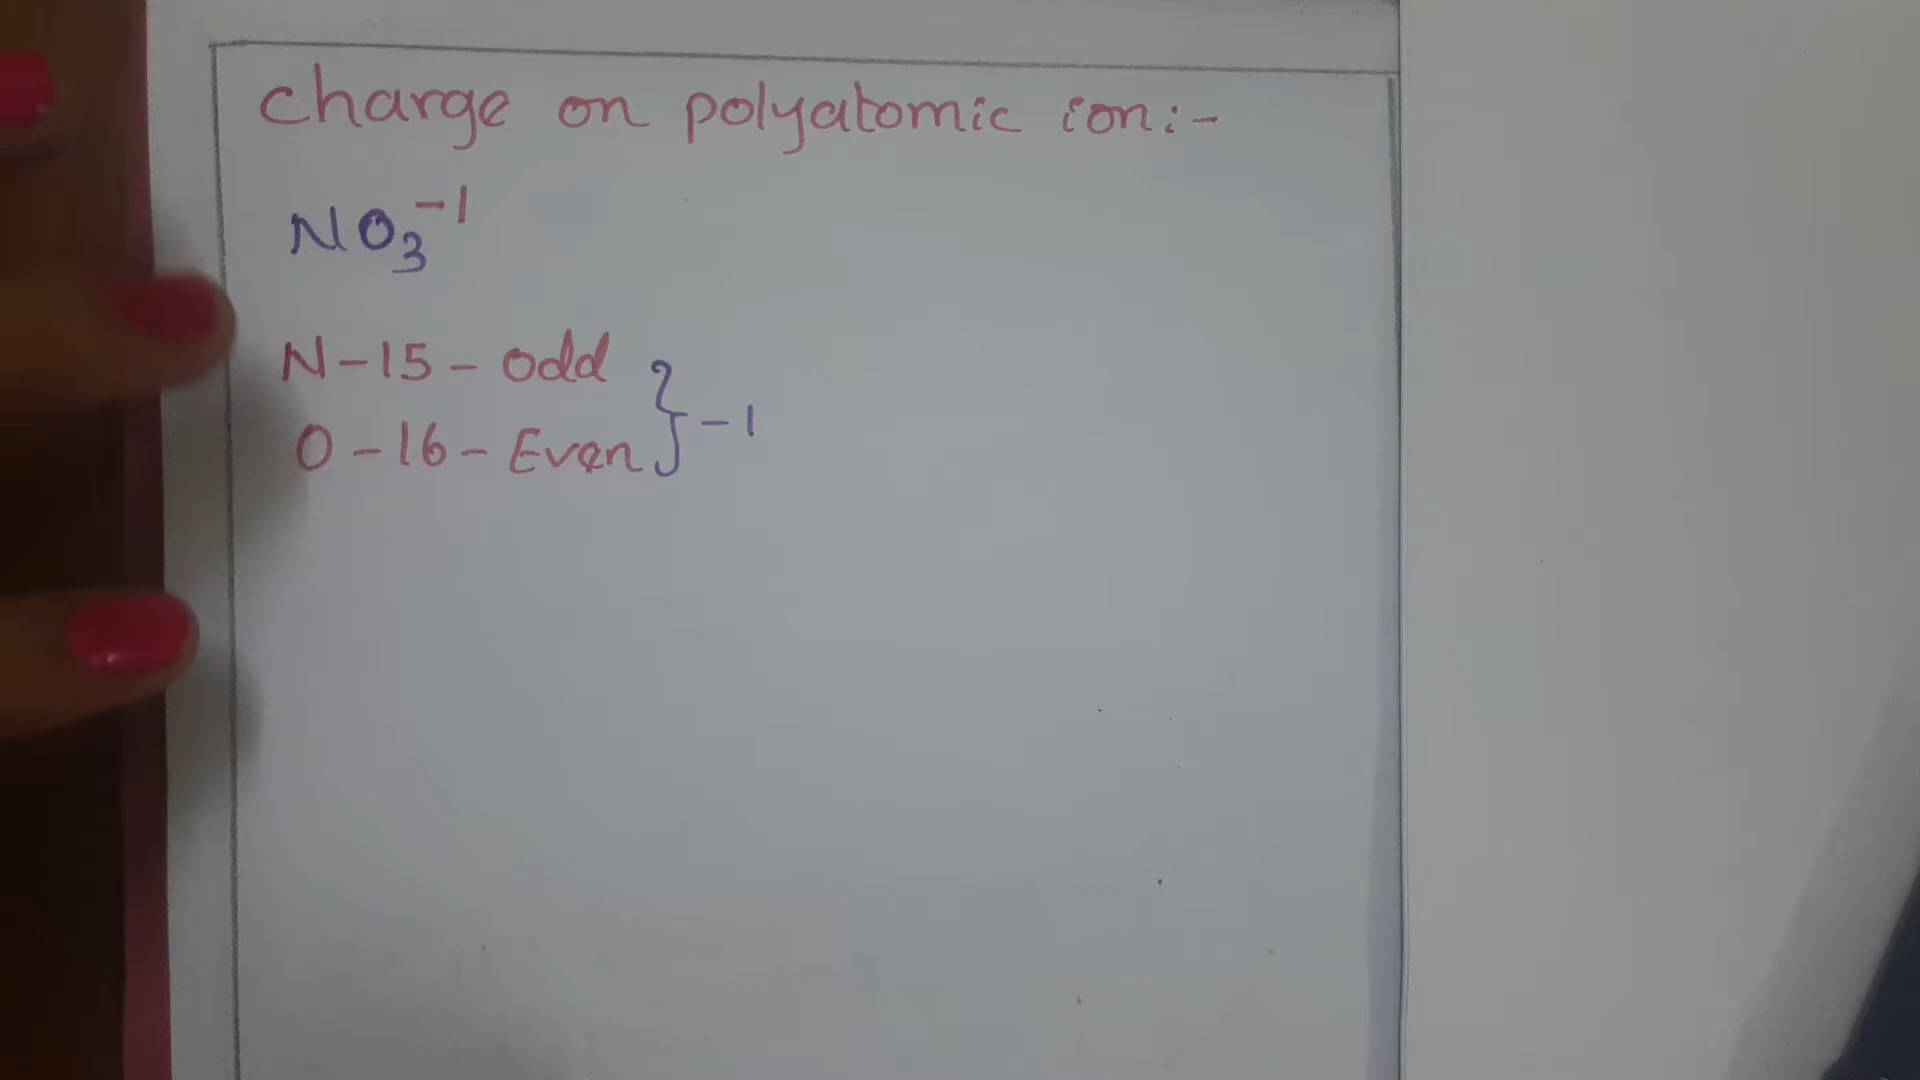 Charge on polyatomic ion:-
NO₃⁻¹
N-15- odd
O-16- Even } -1